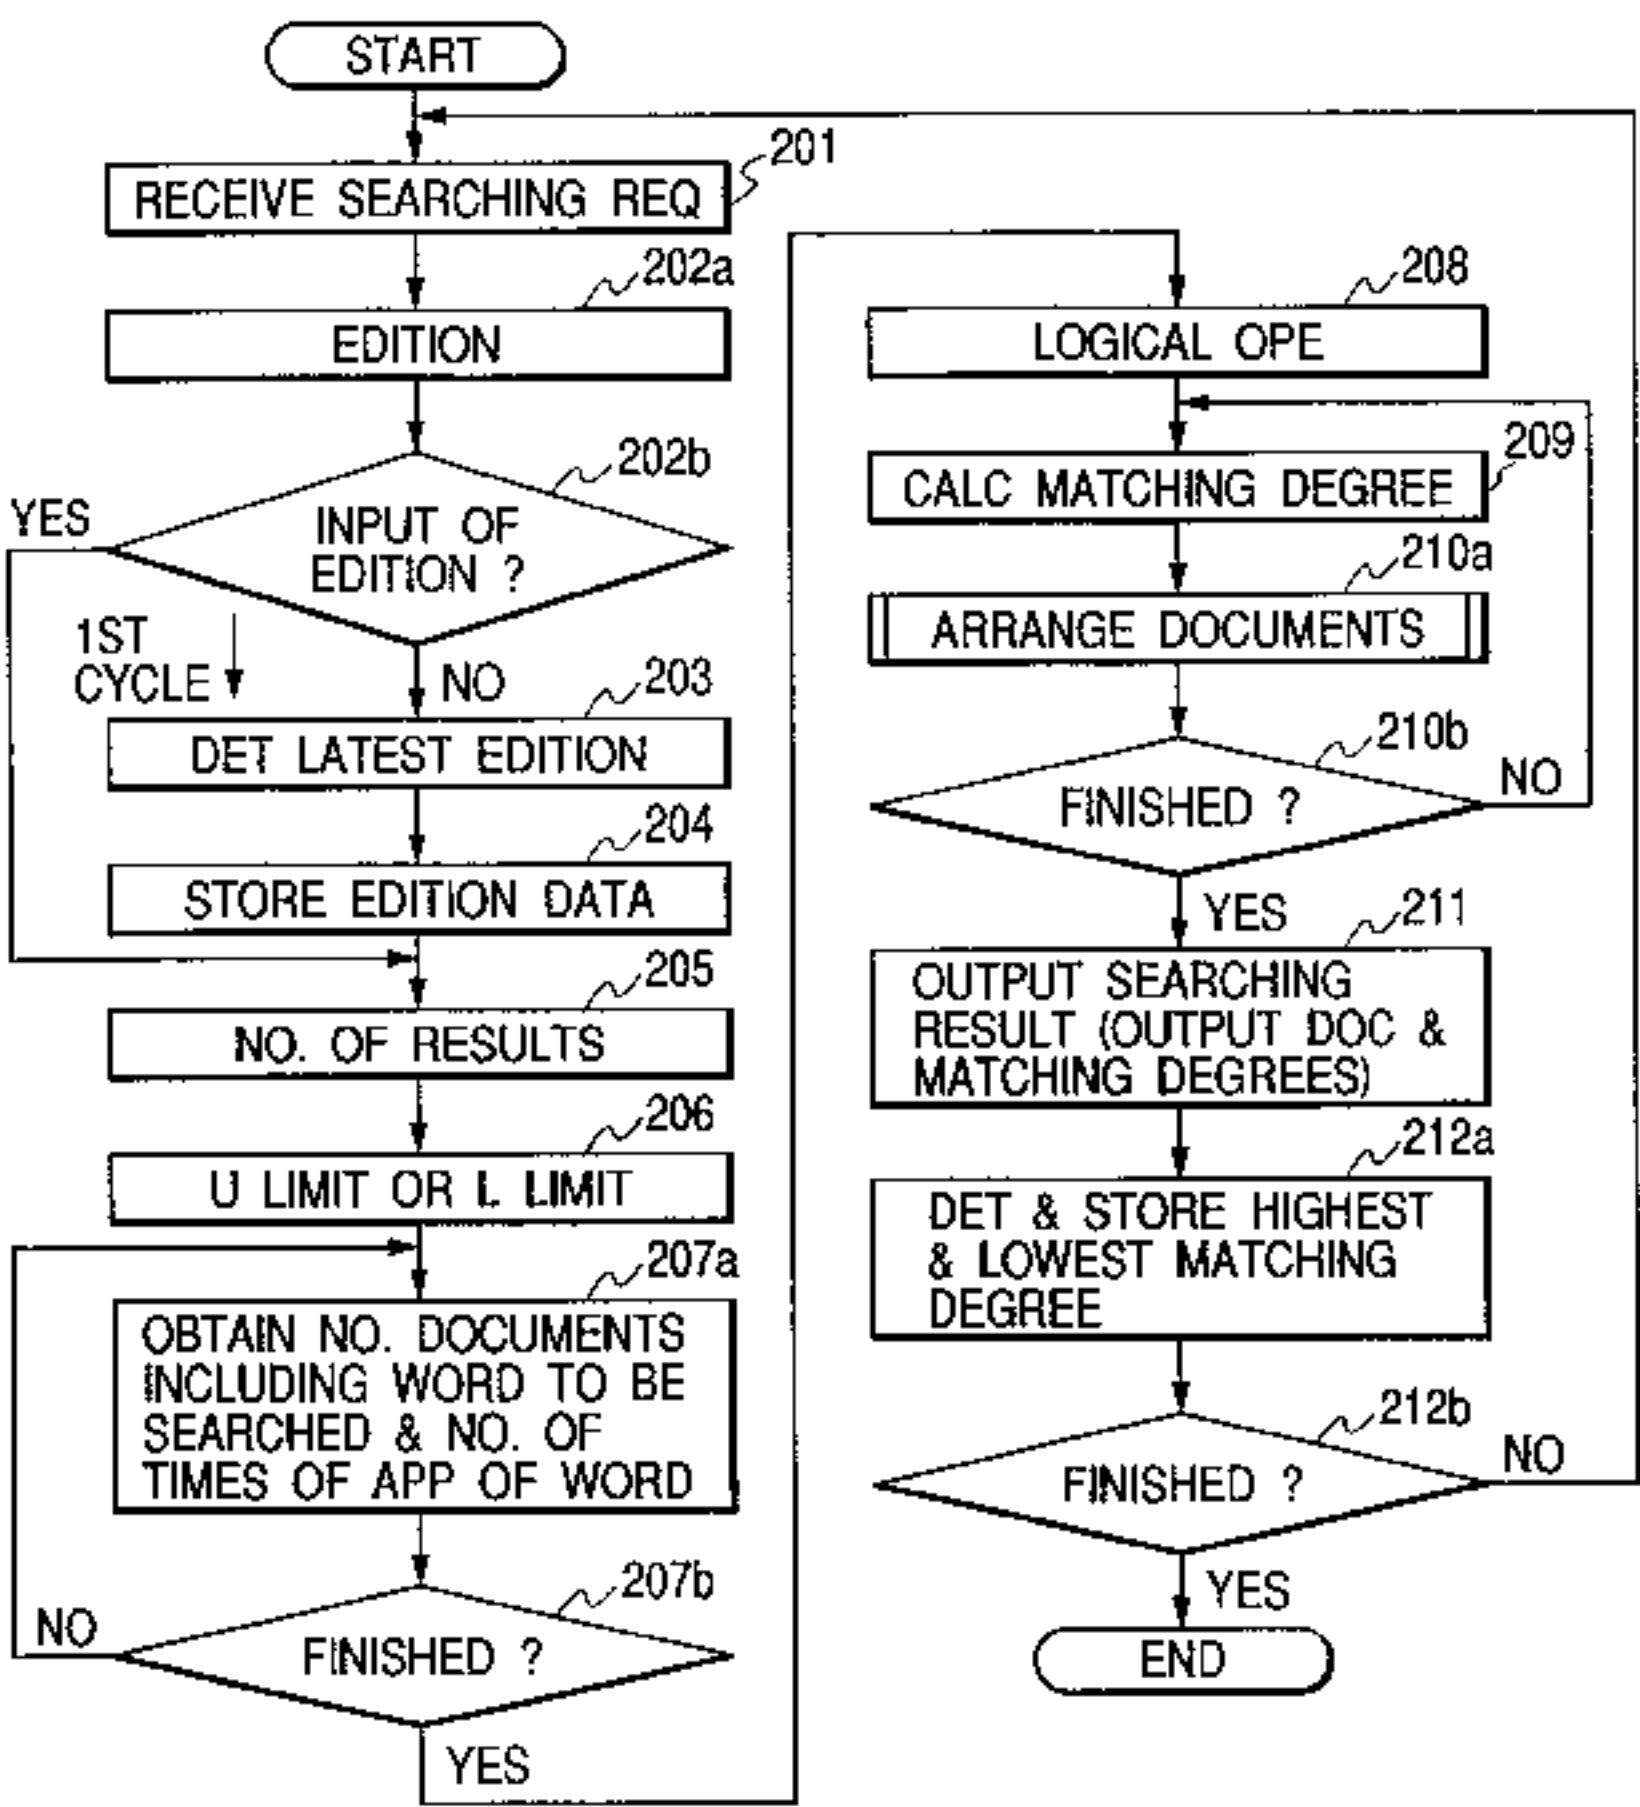 START
201
RECEIVE SEARCHING REQ
202a
EDITION
202b
YES
INPUT OF
EDITION ?
1ST
CYCLE
NO
203
DET LATEST EDITION
204
STORE EDITION DATA
205
NO. OF RESULTS
206
U LIMIT OR L LIMIT
207a
OBTAIN NO. DOCUMENTS
INCLUDING WORD TO BE
SEARCHED & NO. OF
TIMES OF APP OF WORD
207b
NO
FINISHED ?
YES
208
LOGICAL OPE
209
CALC MATCHING DEGREE
210a
ARRANGE DOCUMENTS
210b
NO
FINISHED ?
YES
211
OUTPUT SEARCHING
RESULT (OUTPUT DOC &
MATCHING DEGREES)
212a
DET & STORE HIGHEST
& LOWEST MATCHING
DEGREE
212b
NO
FINISHED ?
YES
END